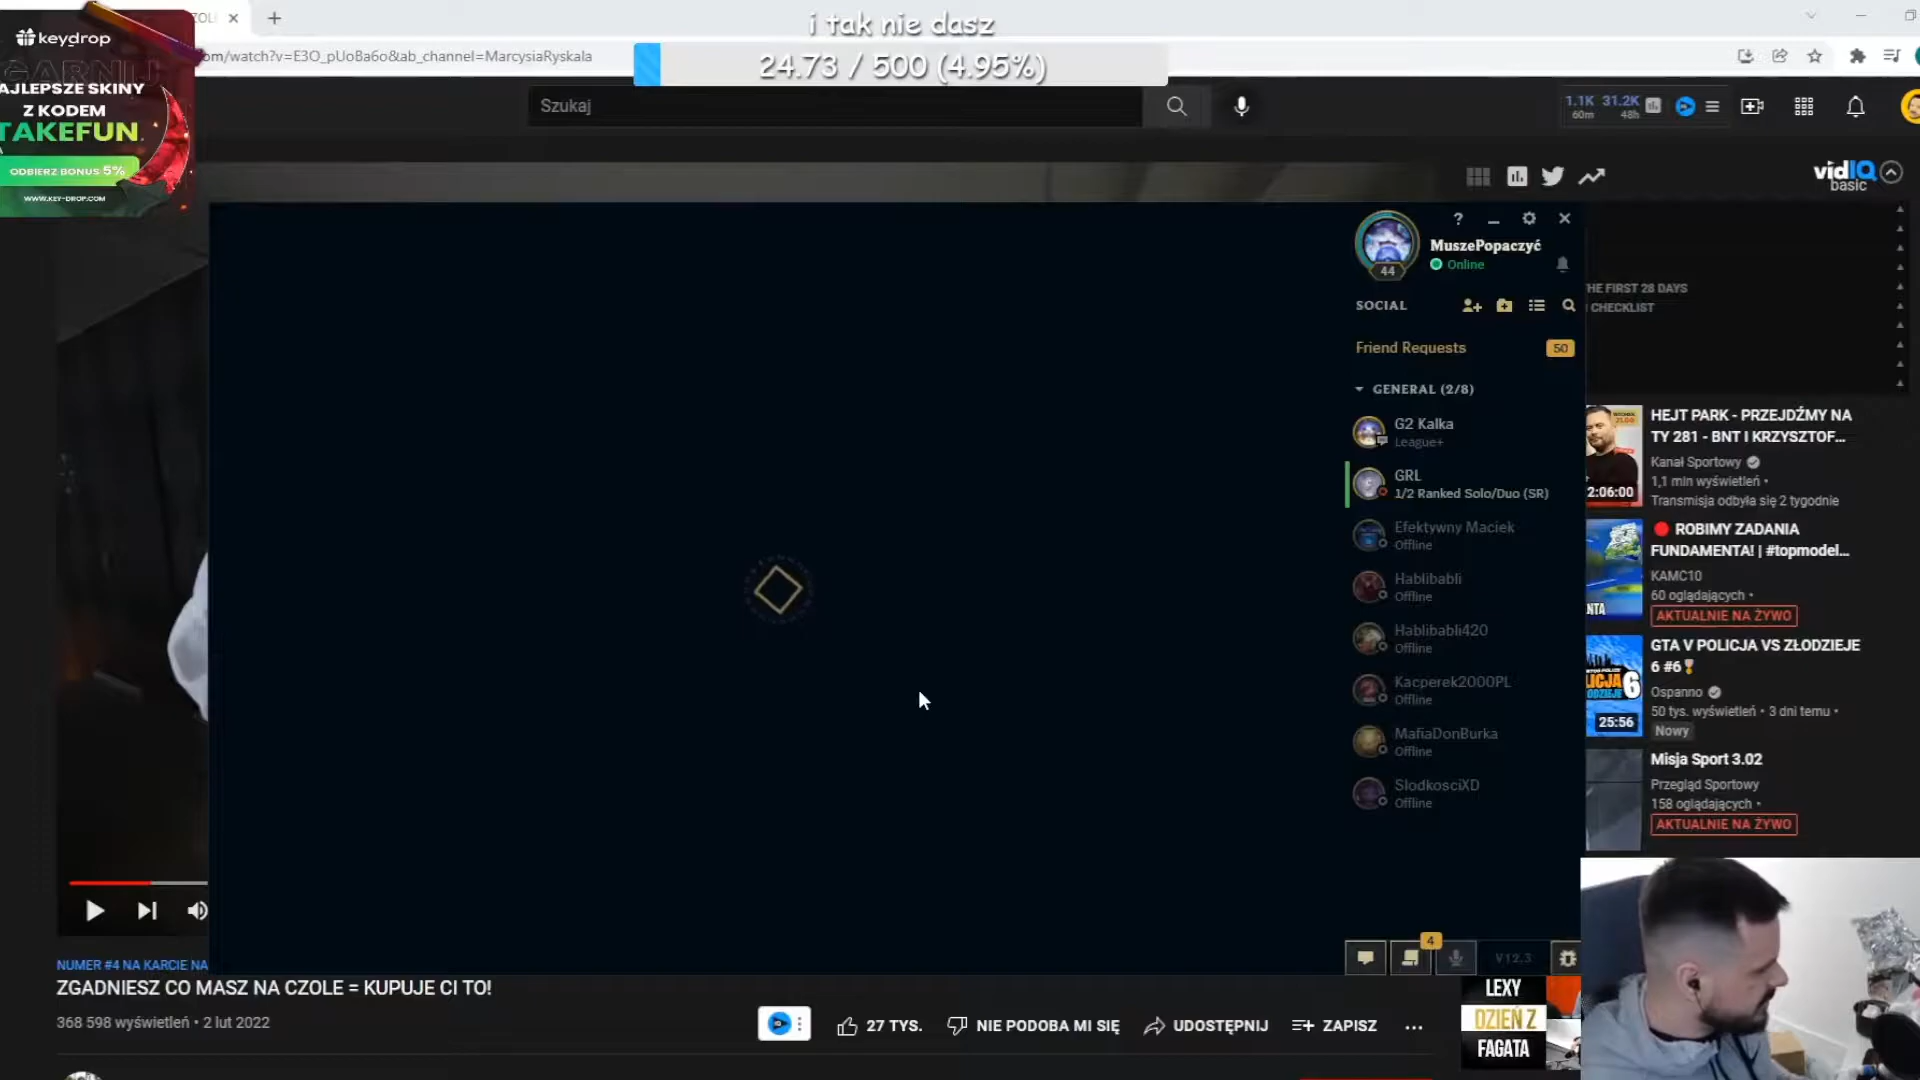 i tak nie dasz
24.73 / 500 (4.95%)
keydrop
ZGARNIJ
NAJLEPSZE SKINY
Z KODEM
TAKEFUN.
ODBIERZ BONUS 5%
WWW.KEY-DROP.COM
om/watch?v=E3O_pUoBa6o&ab_channel=MarcysiaRyskala
Szukaj
1.1K 31.2K
60m 48h
vidIQ
basic
MuszePopaczyć
44
Online
SOCIAL
Friend Requests 50
GENERAL (2/8)
G2 Kalka
League+
GRL
1/2 Ranked Solo/Duo (SR)
Efektywny Maciek
Offline
Hablibabli
Offline
Hablibabli420
Offline
Kacperek2000PL
Offline
MafiaDonBurka
Offline
SlodkosciXD
Offline
4
V12.3
HE FIRST 28 DAYS
CHECKLIST
HEJT PARK - PRZEJDŹMY NA
TY 281 - BNT I KRZYSZTOF...
Kanał Sportowy
1,1 mln wyświetleń •
Transmisja odbyła się 2 tygodnie
2:06:00
ROBIMY ZADANIA
FUNDAMENTA! | #topmodel...
KAMC10
60 oglądających •
AKTUALNIE NA ŻYWO
GTA V POLICJA VS ZŁODZIEJE
6 #6
Ospanno
50 tys. wyświetleń • 3 dni temu •
Nowy
25:56
Misja Sport 3.02
Przegląd Sportowy
158 oglądających •
AKTUALNIE NA ŻYWO
NUMER #4 NA KARCIE NA
ZGADNIESZ CO MASZ NA CZOLE = KUPUJE CI TO!
368 598 wyświetleń • 2 lut 2022
27 TYS.
NIE PODOBA MI SIĘ
UDOSTĘPNIJ
ZAPISZ
LEXY
DZIEŃ Z
FAGATA